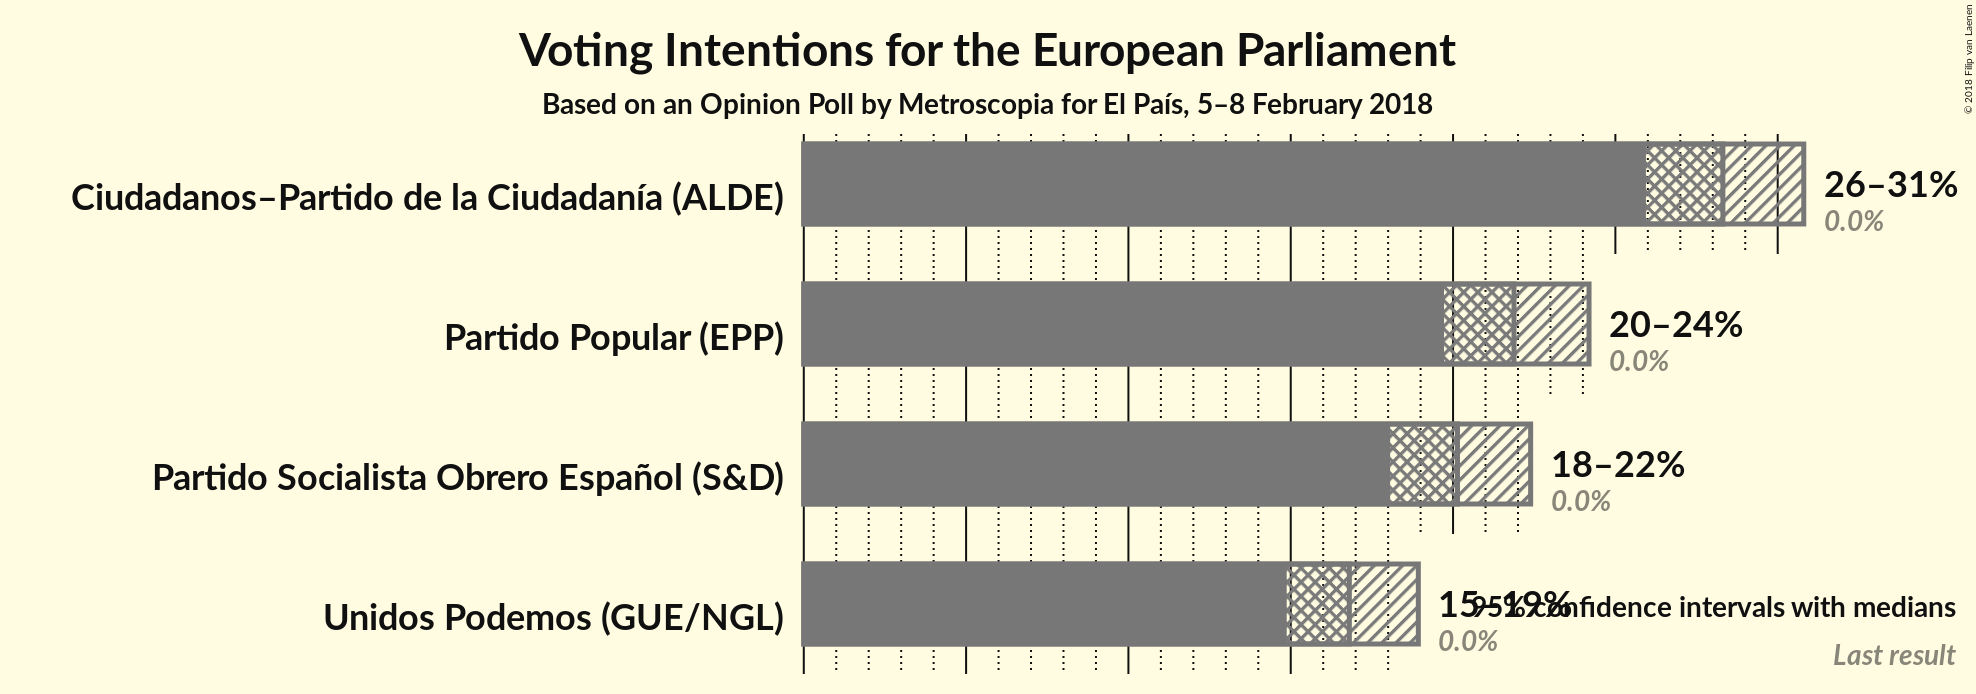 Voting Intentions for the European Parliament
Based on an Opinion Poll by Metroscopia for El País, 5–8 February 2018
© 2018 Filip van Laenen
Ciudadanos–Partido de la Ciudadanía (ALDE)
26–31%
0.0%
Partido Popular (EPP)
20–24%
0.0%
Partido Socialista Obrero Español (S&D)
18–22%
0.0%
Unidos Podemos (GUE/NGL)
15–19%
0.0%
95% confidence intervals with medians
Last result